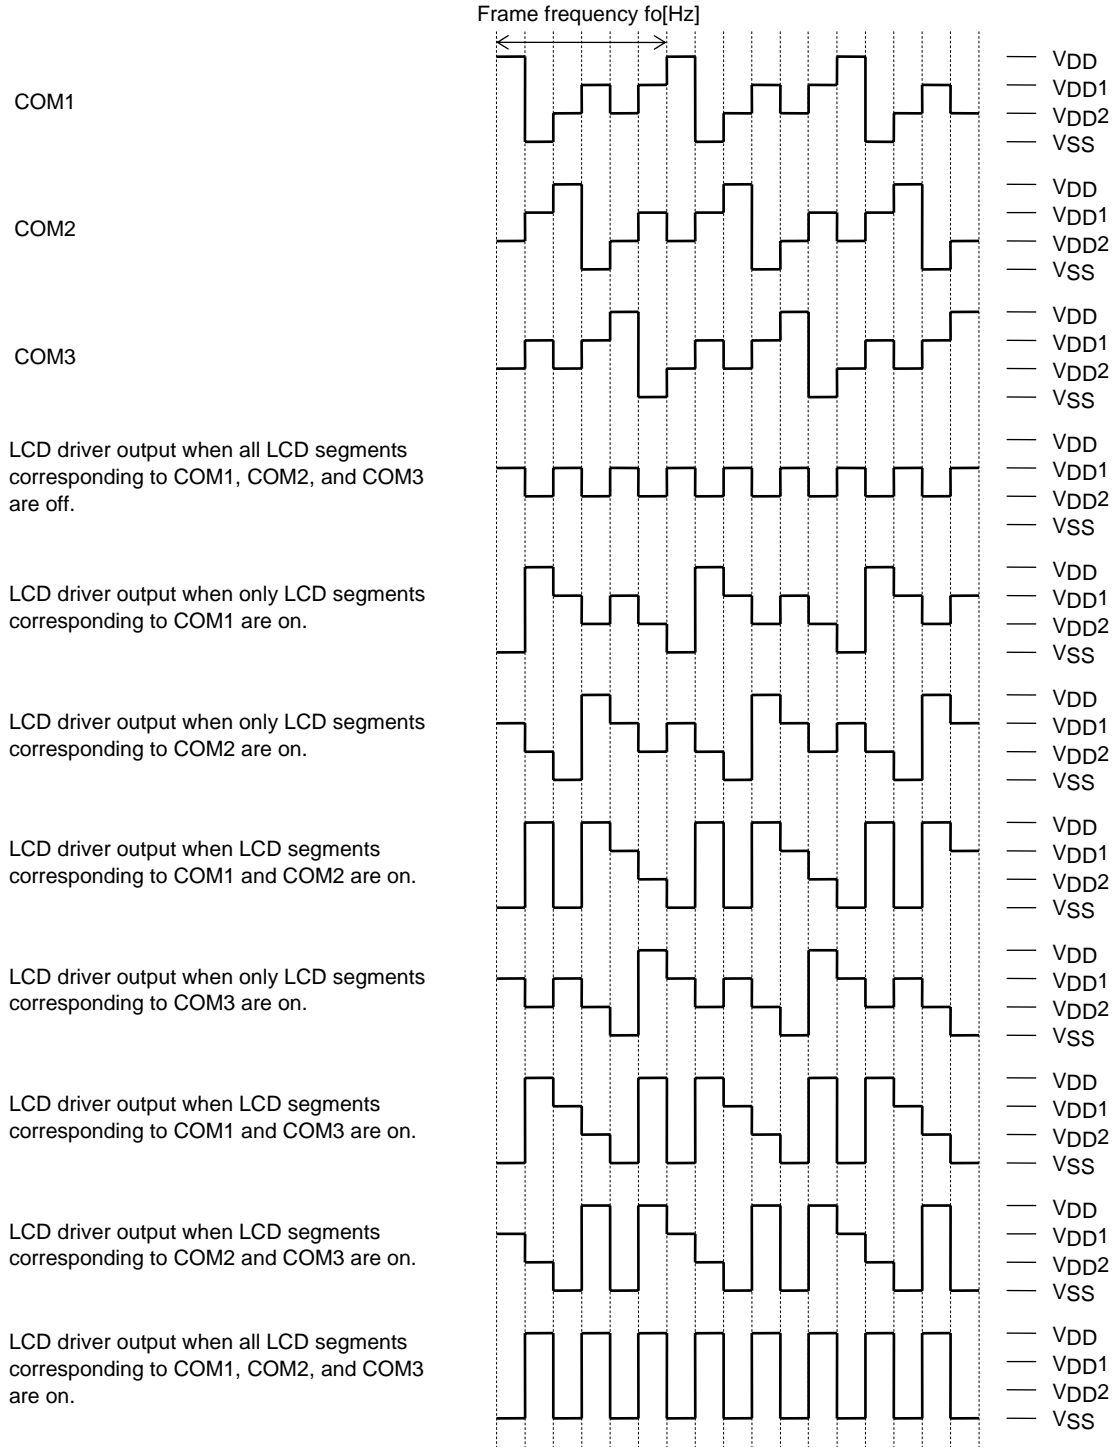 Frame frequency fo[Hz]
COM1
VDD
VDD1
VDD2
VSS
COM2
VDD
VDD1
VDD2
VSS
COM3
VDD
VDD1
VDD2
VSS
LCD driver output when all LCD segments
corresponding to COM1, COM2, and COM3
are off.
VDD
VDD1
VDD2
VSS
LCD driver output when only LCD segments
corresponding to COM1 are on.
VDD
VDD1
VDD2
VSS
LCD driver output when only LCD segments
corresponding to COM2 are on.
VDD
VDD1
VDD2
VSS
LCD driver output when LCD segments
corresponding to COM1 and COM2 are on.
VDD
VDD1
VDD2
VSS
LCD driver output when only LCD segments
corresponding to COM3 are on.
VDD
VDD1
VDD2
VSS
LCD driver output when LCD segments
corresponding to COM1 and COM3 are on.
VDD
VDD1
VDD2
VSS
LCD driver output when LCD segments
corresponding to COM2 and COM3 are on.
VDD
VDD1
VDD2
VSS
LCD driver output when all LCD segments
corresponding to COM1, COM2, and COM3
are on.
VDD
VDD1
VDD2
VSS